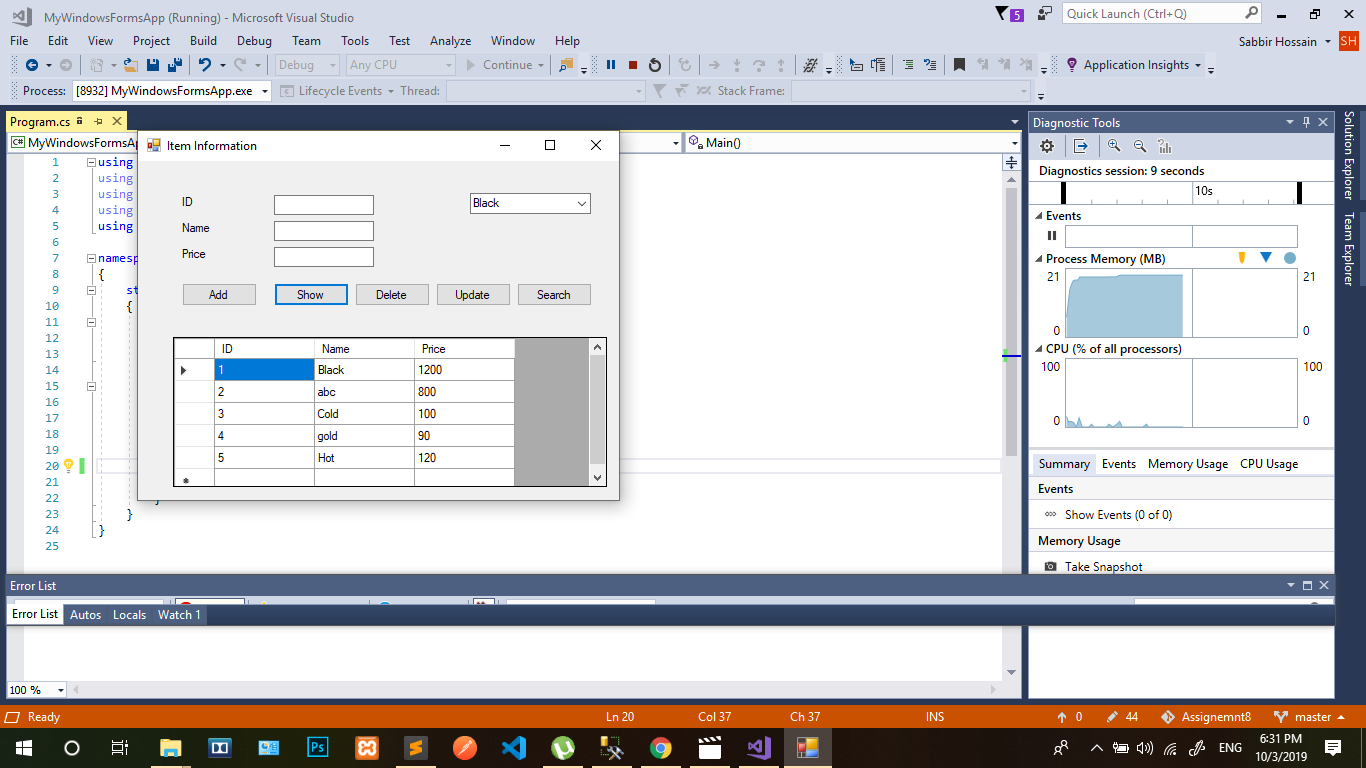 MyWindowsFormsApp (Running) - Microsoft Visual Studio
5
Quick Launch (Ctrl+Q)
File Edit View Project Build Debug Team Tools Test Analyze Window Help
Sabbir Hossain SH
Debug Any CPU Continue Application Insights
Process: [8932] MyWindowsFormsApp.exe Lifecycle Events Thread: Stack Frame:
Program.cs
C# MyWindowsFormsAp
Main()
1 using
2 using
3 using
4 using
5 using
6
7 namesp
8 {
9 st
10 {
11
12
13
14
15
16
17
18
19
20
21
22 }
23 }
24 }
25
Item Information
ID
Black
Name
Price
Add Show Delete Update Search
ID Name Price
1 Black 1200
2 abc 800
3 Cold 100
4 gold 90
5 Hot 120
Diagnostic Tools
Diagnostics session: 9 seconds
10s
Events
Process Memory (MB)
21 21
0 0
CPU (% of all processors)
100 100
0 0
Summary Events Memory Usage CPU Usage
Events
Show Events (0 of 0)
Memory Usage
Take Snapshot
Solution Explorer
Team Explorer
Error List
Error List Autos Locals Watch 1
100 %
Ready Ln 20 Col 37 Ch 37 INS 0 44 Assignemnt8 master
Ps
ENG
6:31 PM
10/3/2019